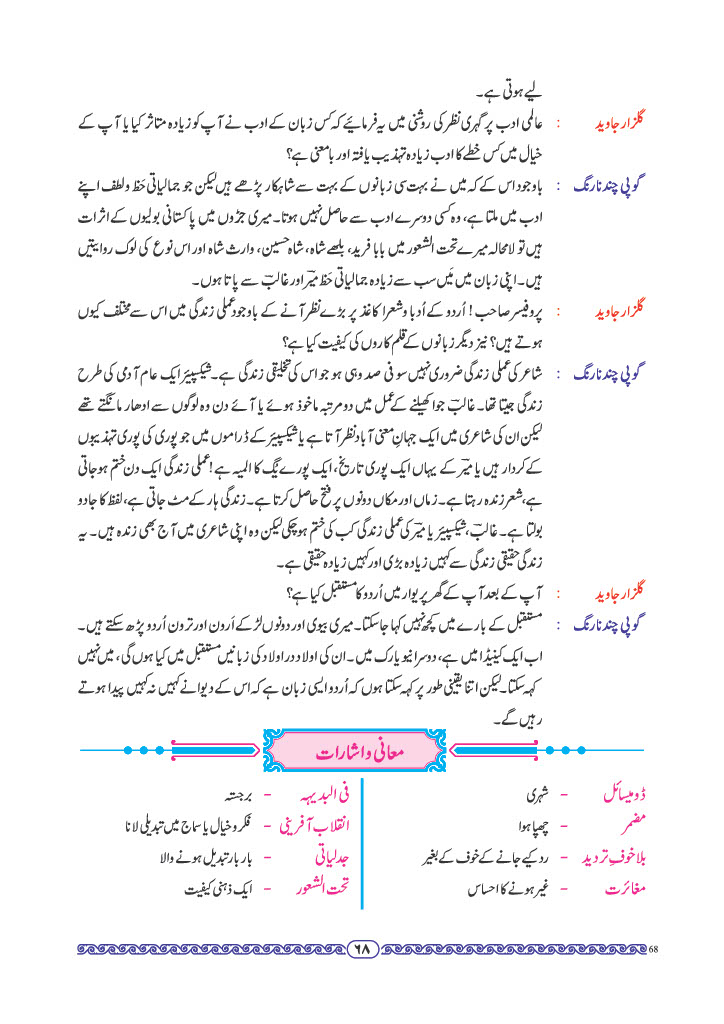 لیے ہوتی ہے۔
گلزار جاوید : عالمی ادب پر گہری نظر کی روشنی میں یہ فرمائیے کہ کس زبان کے ادب نے آپ کو زیادہ متاثر کیا یا آپ کے
خیال میں کس خطے کا ادب زیادہ تہذیب یافتہ اور بامعنی ہے؟
گوپی چند نارنگ : باوجود اس کے کہ میں نے بہت سی زبانوں کے بہت سے شاہکار پڑھے ہیں لیکن جو جمالیاتی حَظ و لطف اپنے
ادب میں ملتا ہے، وہ کسی دوسرے ادب سے حاصل نہیں ہوتا۔ میری جڑوں میں پاکستانی بولیوں کے اثرات
ہیں تو لامحالہ میرے تحت الشعور میں بابا فرید، بلھے شاہ، شاہ حسین، وارث شاہ اور اس نوع کی لوک روایتیں
ہیں۔ اپنی زبان میں مَیں سب سے زیادہ جمالیاتی حَظ میرؔ اور غالبؔ سے پاتا ہوں۔
گلزار جاوید : پروفیسر صاحب! اُردو کے اُدبا و شعرا کاغذ پر بڑے نظر آنے کے باوجود عملی زندگی میں اس سے مختلف کیوں
ہوتے ہیں؟ نیز دیگر زبانوں کے قلم کاروں کی کیفیت کیا ہے؟
گوپی چند نارنگ : شاعر کی عملی زندگی ضروری نہیں سو فی صد وہی ہو جو اس کی تخلیقی زندگی ہے۔ شیکسپیئر ایک عام آدمی کی طرح
زندگی جیتا تھا۔ غالبؔ جوا کھیلنے کے عمل میں دو مرتبہ ماخوذ ہوئے یا آئے دن وہ لوگوں سے ادھار مانگتے تھے
لیکن ان کی شاعری میں ایک جہانِ معنی آباد نظر آتا ہے یا شیکسپیئر کے ڈراموں میں جو پوری کی پوری تہذیبوں
کے کردار ہیں یا میرؔ کے یہاں ایک پوری تاریخ، ایک پورے یُگ کا المیہ ہے! عملی زندگی ایک دن ختم ہوجاتی
ہے، شعر زندہ رہتا ہے۔ زماں اور مکاں دونوں پر فتح حاصل کرتا ہے۔ زندگی ہار کے مٹ جاتی ہے، لفظ کا جادو
بولتا ہے۔ غالبؔ، شیکسپیئر یا میرؔ کی عملی زندگی کب کی ختم ہوچکی لیکن وہ اپنی شاعری میں آج بھی زندہ ہیں۔ یہ
زندگی حقیقی زندگی سے کہیں زیادہ بڑی اور کہیں زیادہ حقیقی ہے۔
گلزار جاوید : آپ کے بعد آپ کے گھر پریوار میں اُردو کا مستقبل کیا ہے؟
گوپی چند نارنگ : مستقبل کے بارے میں کچھ نہیں کہا جاسکتا۔ میری بیوی اور دونوں لڑکے اَرون اور ترون اُردو پڑھ سکتے ہیں۔
اب ایک کینیڈا میں ہے، دوسرا نیو یارک میں۔ ان کی اولاد در اولاد کی زبانیں مستقبل میں کیا ہوں گی، میں نہیں
کہہ سکتا۔ لیکن اتنا یقینی طور پر کہہ سکتا ہوں کہ اُردو ایسی زبان ہے کہ اس کے دیوانے کہیں نہ کہیں پیدا ہوتے
رہیں گے۔
معانی و اشارات
ڈومیسائل – شہری
مضمر – چھپا ہوا
بلاخوفِ تردید – رد کیے جانے کے خوف کے بغیر
مغائرت – غیر ہونے کا احساس
فی البدیہہ – برجستہ
انقلاب آفرینی – فکر و خیال یا سماج میں تبدیلی لانا
جدلیاتی – بار بار تبدیل ہونے والا
تحت الشعور – ایک ذہنی کیفیت
۶۸
68